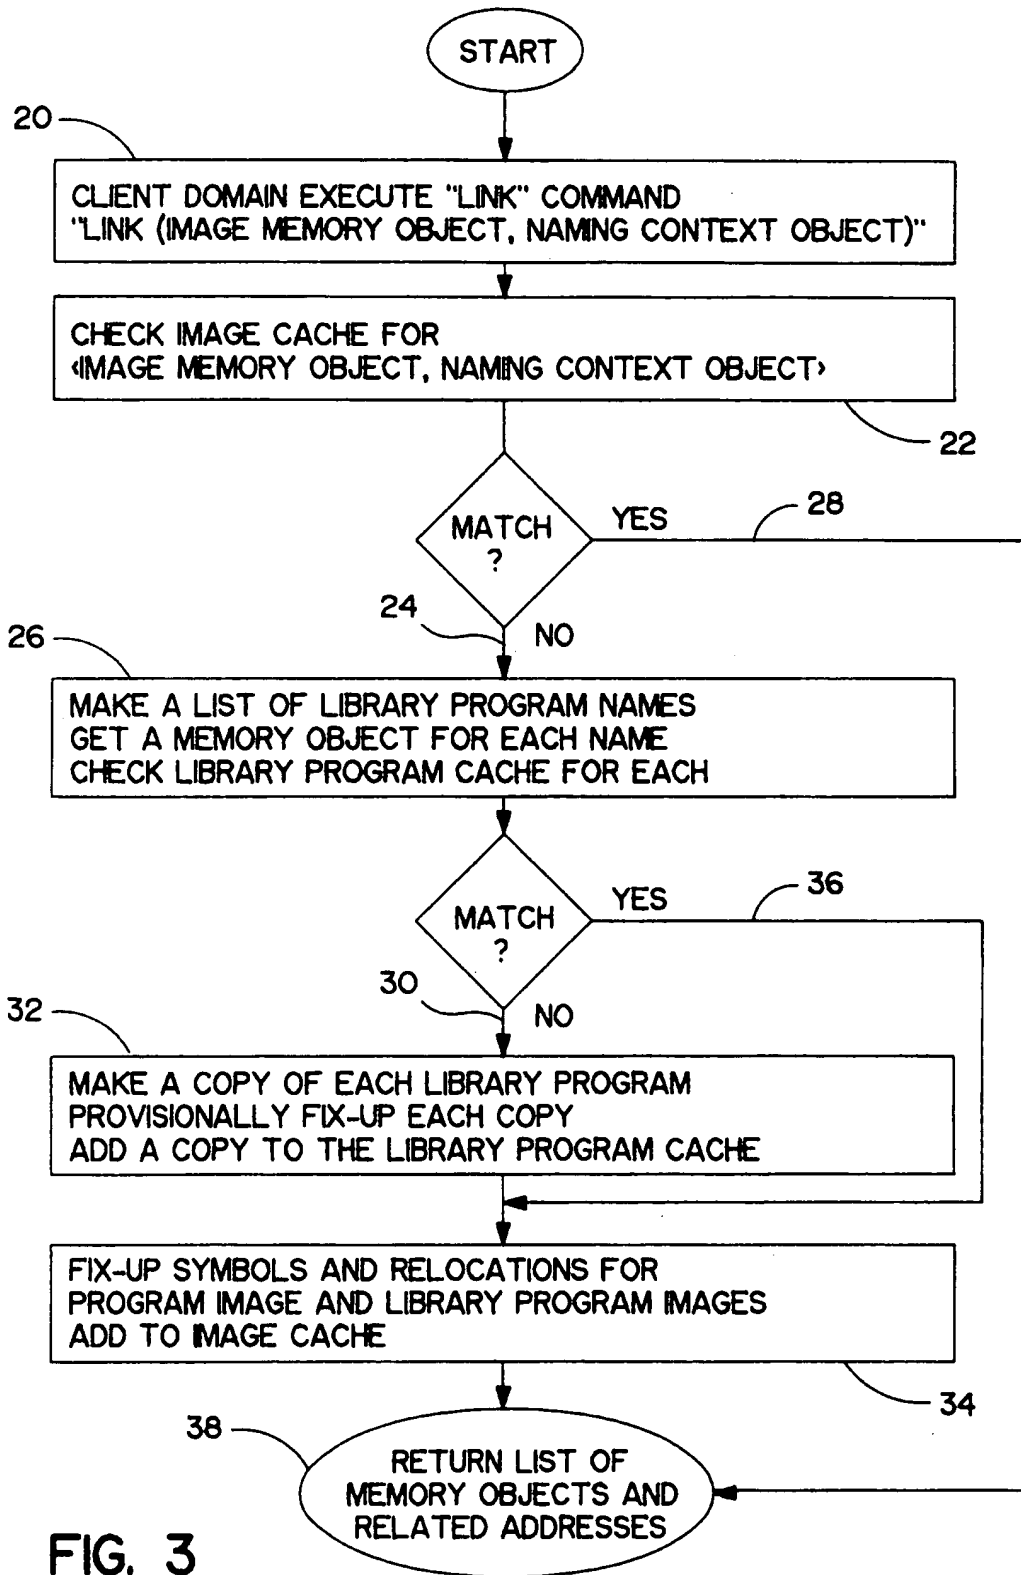 START
20
CLIENT DOMAIN EXECUTE "LINK" COMMAND
"LINK (IMAGE MEMORY OBJECT, NAMING CONTEXT OBJECT)"
CHECK IMAGE CACHE FOR
<IMAGE MEMORY OBJECT, NAMING CONTEXT OBJECT>
22
MATCH
?
YES
28
24
NO
26
MAKE A LIST OF LIBRARY PROGRAM NAMES
GET A MEMORY OBJECT FOR EACH NAME
CHECK LIBRARY PROGRAM CACHE FOR EACH
MATCH
?
YES
36
30
NO
32
MAKE A COPY OF EACH LIBRARY PROGRAM
PROVISIONALLY FIX-UP EACH COPY
ADD A COPY TO THE LIBRARY PROGRAM CACHE
FIX-UP SYMBOLS AND RELOCATIONS FOR
PROGRAM IMAGE AND LIBRARY PROGRAM IMAGES
ADD TO IMAGE CACHE
34
38
RETURN LIST OF
MEMORY OBJECTS AND
RELATED ADDRESSES
FIG. 3